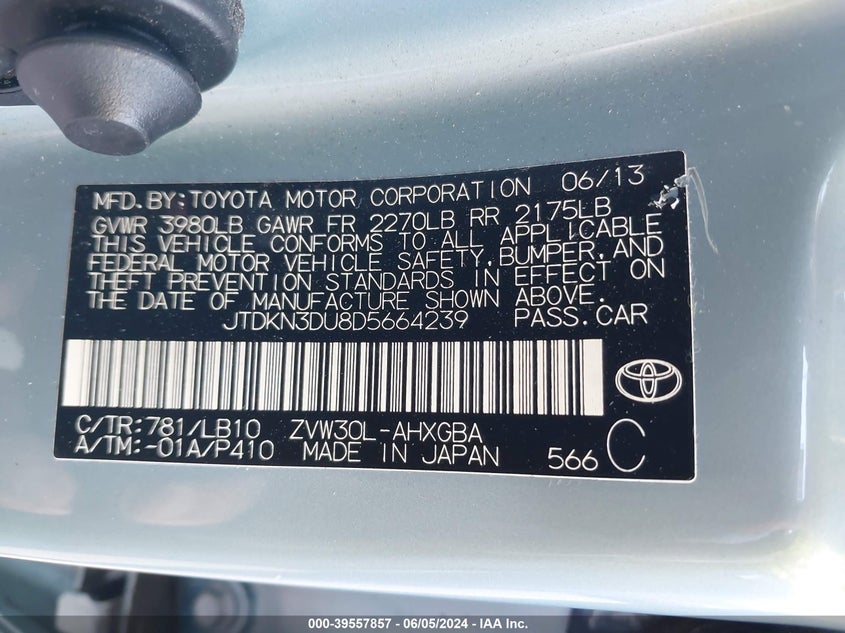 MFD.BY:TOYOTA MOTOR CORPORATION 06/13
GVWR 3980LB GAWR FR 2270LB RR 2175LB
THIS VEHICLE CONFORMS TO ALL APPLICABLE
FEDERAL MOTOR VEHICLE SAFETY,BUMPER,AND
THEFT PREVENTION STANDARDS IN EFFECT ON
THE DATE OF MANUFACTURE SHOWN ABOVE.
JTDKN3DU8D5664239 PASS.CAR
C/TR:781/LB10 ZVW30L-AHXGBA
A/TM:-01A/P410 MADE IN JAPAN 566 C
000-39557857 - 06/05/2024 - IAA Inc.